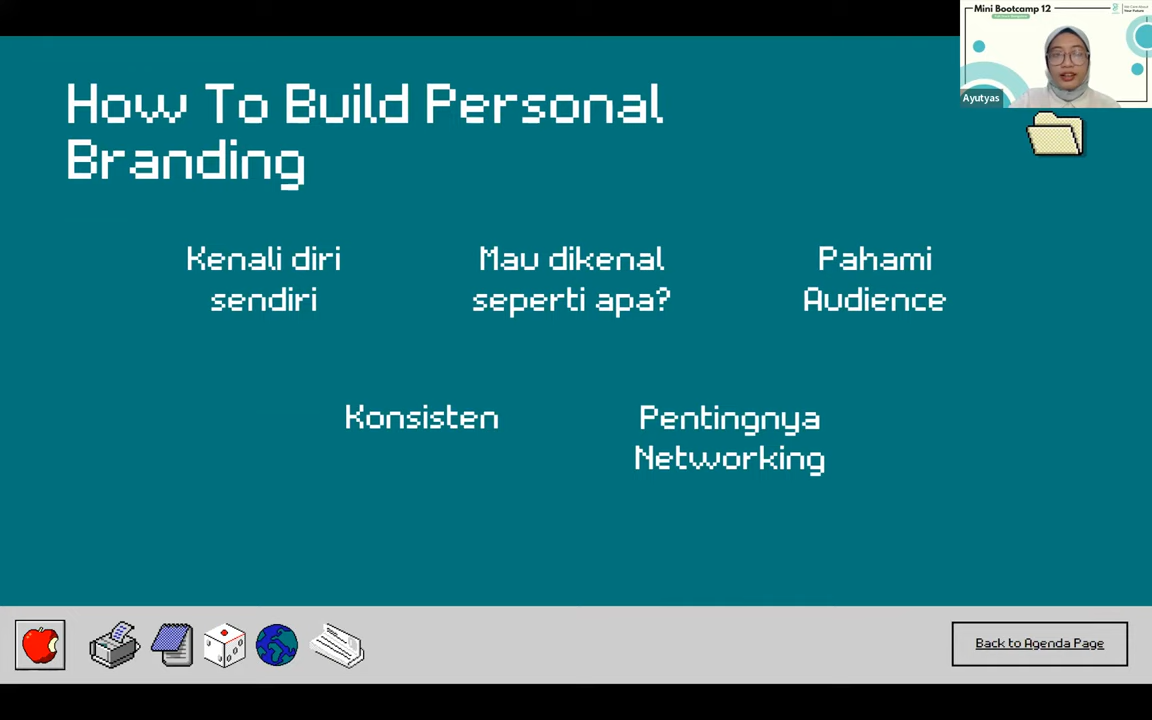 Mini Bootcamp 12
Ayutyas
How To Build Personal
Branding
Kenali diri
sendiri
Mau dikenal
seperti apa?
Pahami
Audience
Konsisten
Pentingnya
Networking
Back to Agenda Page